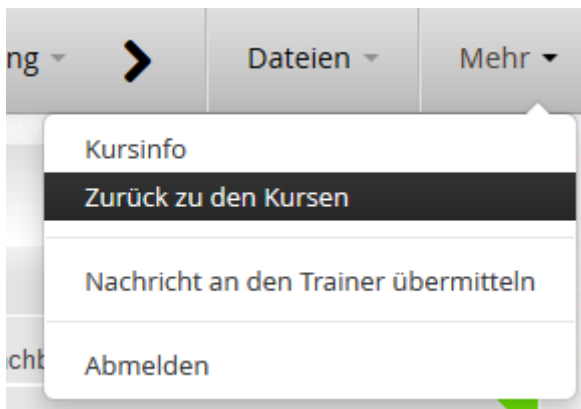 ng
Dateien
Mehr
Kursinfo
Zurück zu den Kursen
Nachricht an den Trainer übermitteln
Abmelden